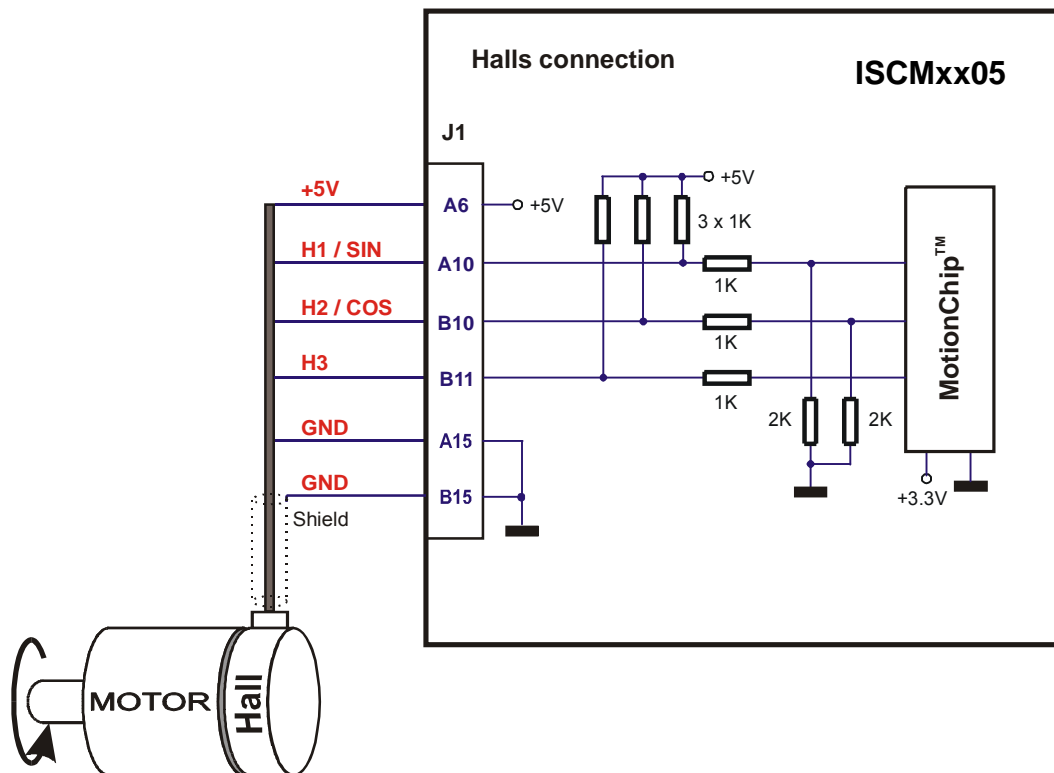 Halls connection
ISCMxx05
J1
+5V
A6
+5V
+5V
3 x 1K
H1 / SIN
A10
1K
H2 / COS
B10
1K
H3
B11
1K
2K
2K
MotionChip™
GND
A15
GND
B15
+3.3V
Shield
MOTOR
Hall